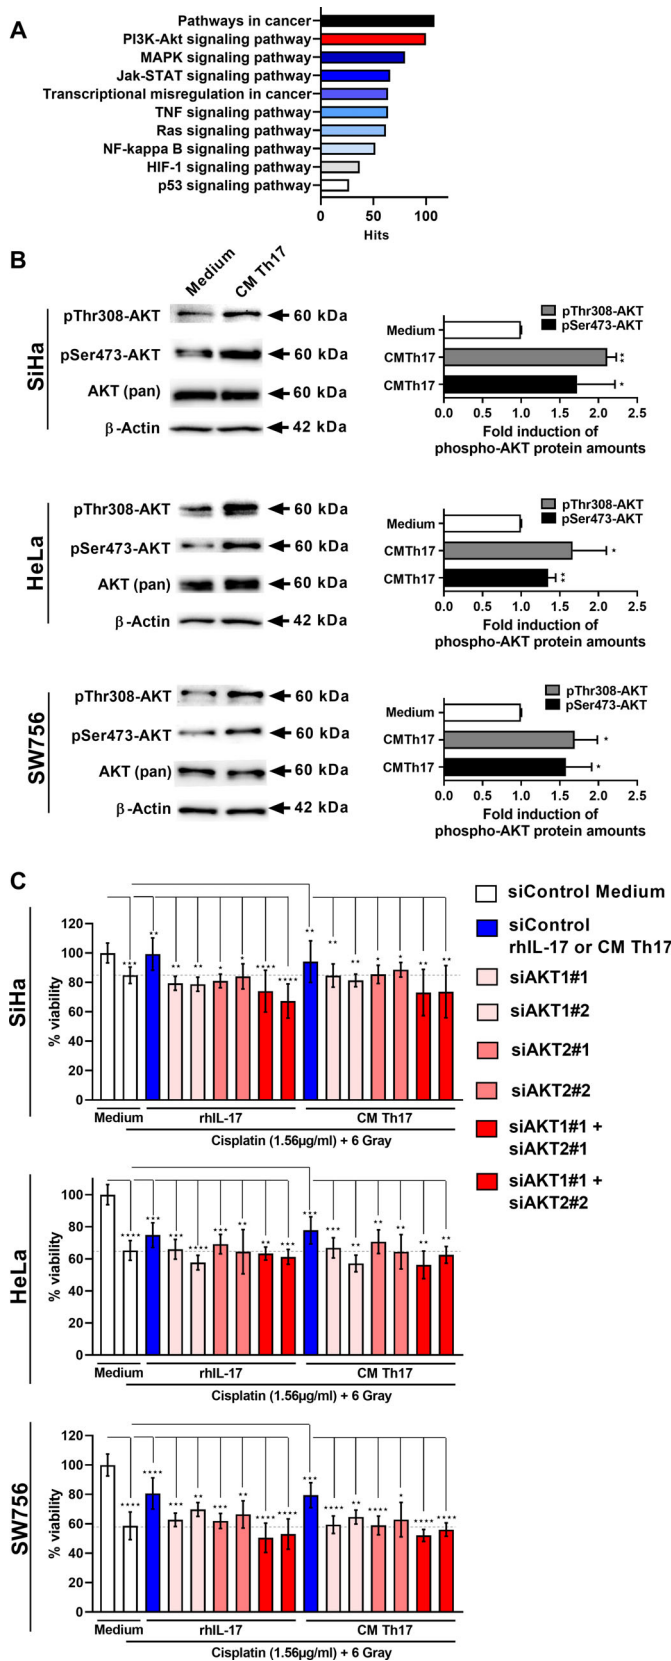 A
Pathways in cancer
PI3K-Akt signaling pathway
MAPK signaling pathway
Jak-STAT signaling pathway
Transcriptional misregulation in cancer
TNF signaling pathway
Ras signaling pathway
NF-kappa B signaling pathway
HIF-1 signaling pathway
p53 signaling pathway
0 50 100
Hits
B
Medium CM Th17
SiHa
pThr308-AKT 60 kDa
pSer473-AKT 60 kDa
AKT (pan) 60 kDa
β-Actin 42 kDa
pThr308-AKT
pSer473-AKT
Medium
CMTh17 **
CMTh17 *
0.0 0.5 1.0 1.5 2.0 2.5
Fold induction of
phospho-AKT protein amounts
HeLa
pThr308-AKT 60 kDa
pSer473-AKT 60 kDa
AKT (pan) 60 kDa
β-Actin 42 kDa
pThr308-AKT
pSer473-AKT
Medium
CMTh17 *
CMTh17 **
0.0 0.5 1.0 1.5 2.0 2.5
Fold induction of
phospho-AKT protein amounts
SW756
pThr308-AKT 60 kDa
pSer473-AKT 60 kDa
AKT (pan) 60 kDa
β-Actin 42 kDa
pThr308-AKT
pSer473-AKT
Medium
CMTh17 *
CMTh17 *
0.0 0.5 1.0 1.5 2.0 2.5
Fold induction of
phospho-AKT protein amounts
C
siControl Medium
siControl
rhIL-17 or CM Th17
siAKT1#1
siAKT1#2
siAKT2#1
siAKT2#2
siAKT1#1 +
siAKT2#1
siAKT1#1 +
siAKT2#2
SiHa
% viability
120
100
80
60
40
20
0
*** ** ** ** * * **** **** ** ** ** * * ** **
Medium rhIL-17 CM Th17
Cisplatin (1.56µg/ml) + 6 Gray
HeLa
% viability
100
80
60
40
20
0
**** *** *** **** *** ** ** *** *** *** ** ** ** ** **
Medium rhIL-17 CM Th17
Cisplatin (1.56µg/ml) + 6 Gray
SW756
% viability
120
100
80
60
40
20
0
**** **** *** ** *** ** **** **** *** **** ** **** * **** ****
Medium rhIL-17 CM Th17
Cisplatin (1.56µg/ml) + 6 Gray